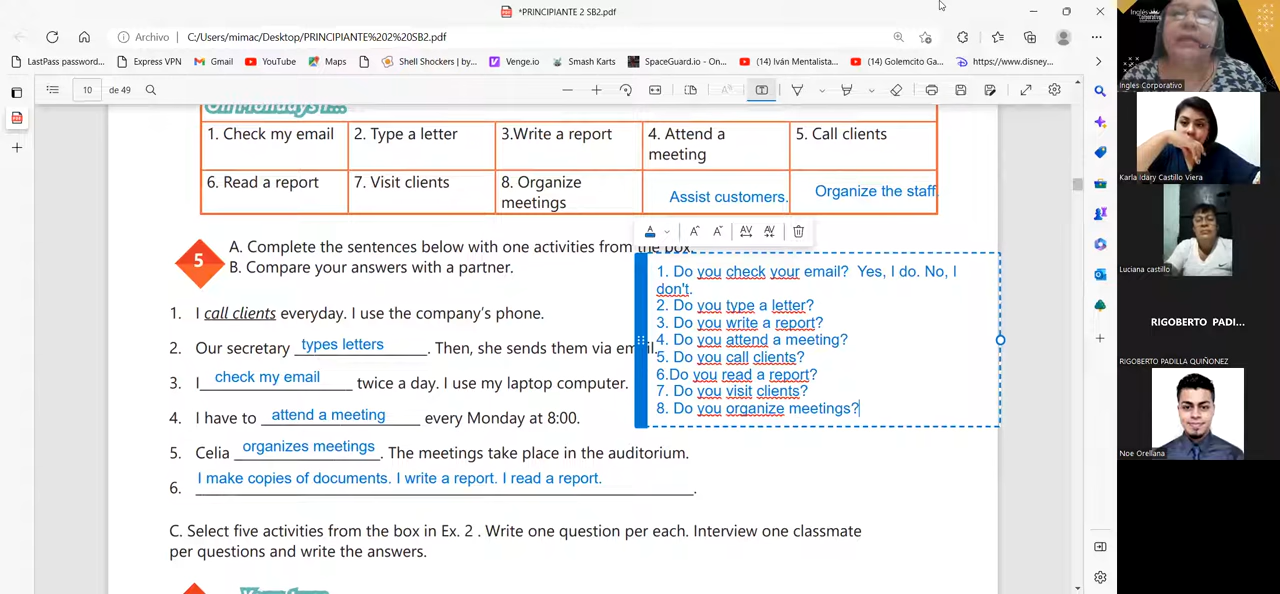 *PRINCIPIANTE 2 SB2.pdf
Archivo C:/Users/mimac/Desktop/PRINCIPIANTE%202%20SB2.pdf
LastPass password... Express VPN Gmail YouTube Maps Shell Shockers | by... Venge.io Smash Karts SpaceGuard.io - On... (14) Iván Mentalista... (14) Golemcito Ga... https://www.disney...
10 de 49
1. Check my email 2. Type a letter 3.Write a report 4. Attend a meeting 5. Call clients
6. Read a report 7. Visit clients 8. Organize meetings Assist customers. Organize the staff.
5
A. Complete the sentences below with one activities from the box.
B. Compare your answers with a partner.
1. I call clients everyday. I use the company's phone.
2. Our secretary types letters. Then, she sends them via email.
3. I check my email twice a day. I use my laptop computer.
4. I have to attend a meeting every Monday at 8:00.
5. Celia organizes meetings. The meetings take place in the auditorium.
6. I make copies of documents. I write a report. I read a report.
1. Do you check your email? Yes, I do. No, I
don't.
2. Do you type a letter?
3. Do you write a report?
4. Do you attend a meeting?
5. Do you call clients?
6.Do you read a report?
7. Do you visit clients?
8. Do you organize meetings?
C. Select five activities from the box in Ex. 2 . Write one question per each. Interview one classmate
per questions and write the answers.
Inglés Corporativo
Ingles Corporativo
Karla Idary Castillo Viera
Luciana castillo
RIGOBERTO PADI...
RIGOBERTO PADILLA QUIÑONEZ
Noe Orellana